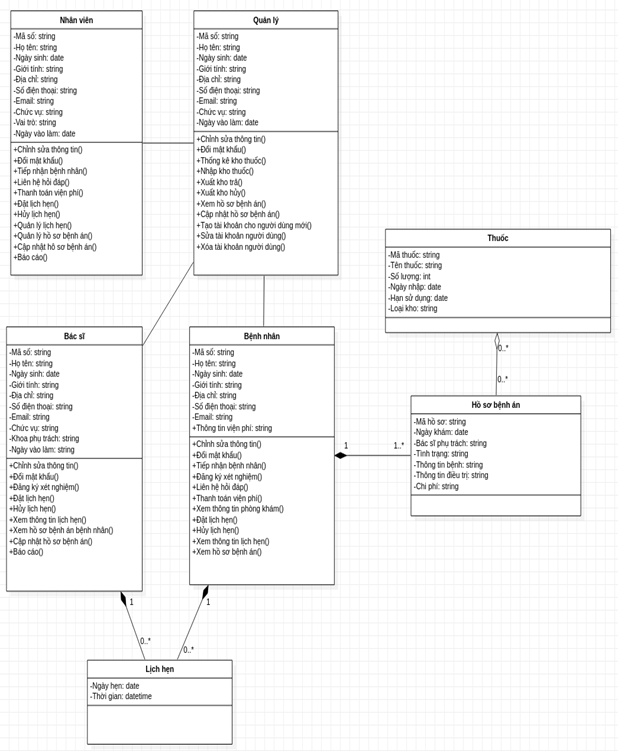 Nhân viên
-Mã số: string
-Họ tên: string
-Ngày sinh: date
-Giới tính: string
-Địa chỉ: string
-Số điện thoại: string
-Email: string
-Chức vụ: string
-Vai trò: string
-Ngày vào làm: date
+Chỉnh sửa thông tin()
+Đổi mật khẩu()
+Tiếp nhận bệnh nhân()
+Liên hệ hỏi đáp()
+Thanh toán viện phí()
+Đặt lịch hẹn()
+Hủy lịch hẹn()
+Quản lý lịch hẹn()
+Quản lý hồ sơ bệnh án()
+Cập nhật hồ sơ bệnh án()
+Báo cáo()
Quản lý
-Mã số: string
-Họ tên: string
-Ngày sinh: date
-Giới tính: string
-Địa chỉ: string
-Số điện thoại: string
-Email: string
-Chức vụ: string
-Ngày vào làm: date
+Chỉnh sửa thông tin()
+Đổi mật khẩu()
+Thống kê kho thuốc()
+Nhập kho thuốc()
+Xuất kho trả()
+Xuất kho hủy()
+Xem hồ sơ bệnh án()
+Cập nhật hồ sơ bệnh án()
+Tạo tài khoản cho người dùng mới()
+Sửa tài khoản người dùng()
+Xóa tài khoản người dùng()
Thuốc
-Mã thuốc: string
-Tên thuốc: string
-Số lượng: int
-Ngày nhập: date
-Hạn sử dụng: date
-Loại kho: string
0..*
0..*
Bác sĩ
-Mã số: string
-Họ tên: string
-Ngày sinh: date
-Giới tính: string
-Địa chỉ: string
-Số điện thoại: string
-Email: string
-Chức vụ: string
-Khoa phụ trách: string
-Ngày vào làm: string
+Chỉnh sửa thông tin()
+Đổi mật khẩu()
+Đăng ký xét nghiệm()
+Đặt lịch hẹn()
+Hủy lịch hẹn()
+Xem thông tin lịch hẹn()
+Xem hồ sơ bệnh án bệnh nhân()
+Cập nhật hồ sơ bệnh án()
+Báo cáo()
Bệnh nhân
-Mã số: string
-Họ tên: string
-Ngày sinh: date
-Giới tính: string
-Địa chỉ: string
-Số điện thoại: string
-Email: string
+Thông tin viện phí: string
+Chỉnh sửa thông tin()
+Đổi mật khẩu()
+Tiếp nhận bệnh nhân()
+Đăng ký xét nghiệm()
+Liên hệ hỏi đáp()
+Thanh toán viện phí()
+Xem thông tin phòng khám()
+Đặt lịch hẹn()
+Hủy lịch hẹn()
+Xem thông tin lịch hẹn()
+Xem hồ sơ bệnh án()
1
1..*
Hồ sơ bệnh án
-Mã hồ sơ: string
-Ngày khám: date
-Bác sĩ phụ trách: string
-Tình trạng: string
-Thông tin bệnh: string
-Thông tin điều trị: string
-Chi phí: string
1
1
0..*
0..*
Lịch hẹn
-Ngày hẹn: date
-Thời gian: datetime